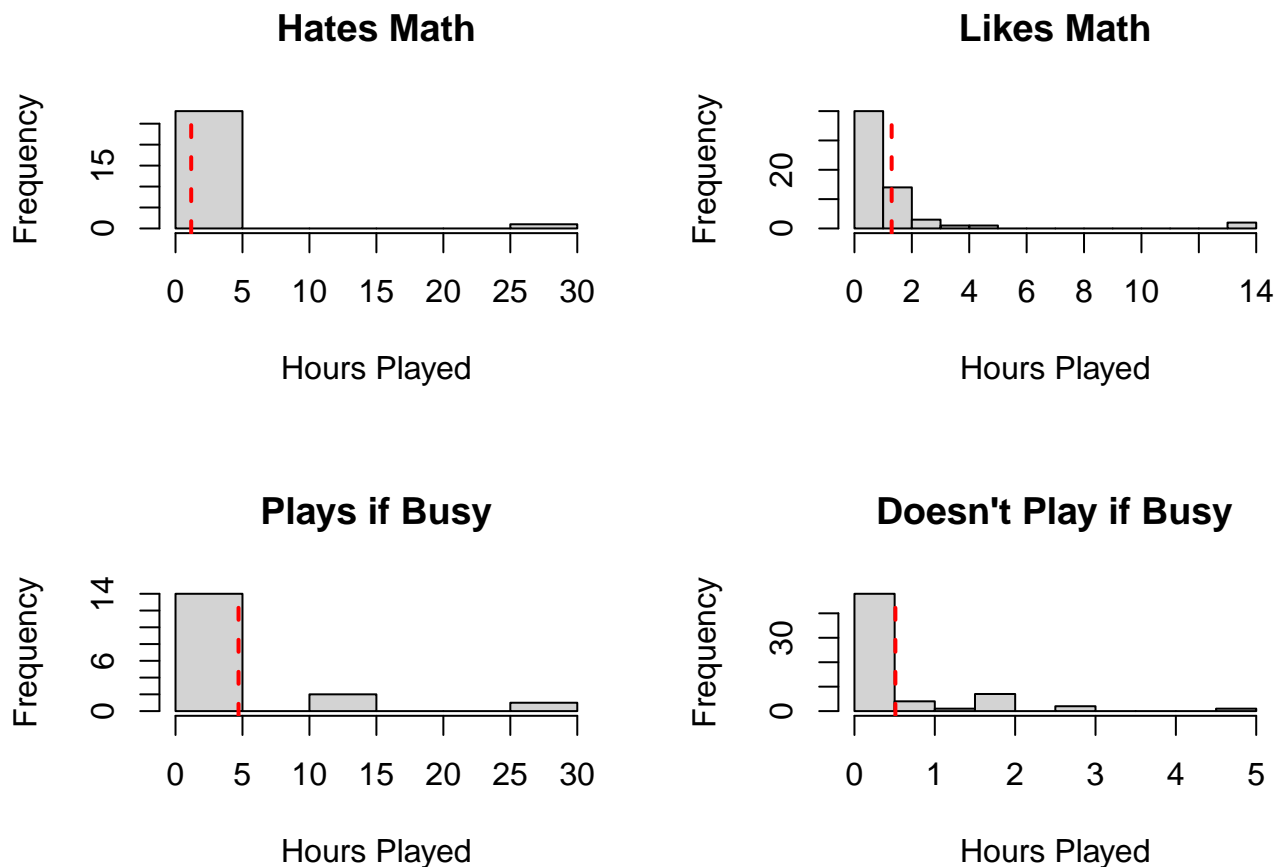 Hates Math
Frequency
0 15
0 5 10 15 20 25 30
Hours Played
Likes Math
Frequency
0 20
0 2 4 6 8 10 14
Hours Played
Plays if Busy
Frequency
0 6 14
0 5 10 15 20 25 30
Hours Played
Doesn't Play if Busy
Frequency
0 30
0 1 2 3 4 5
Hours Played